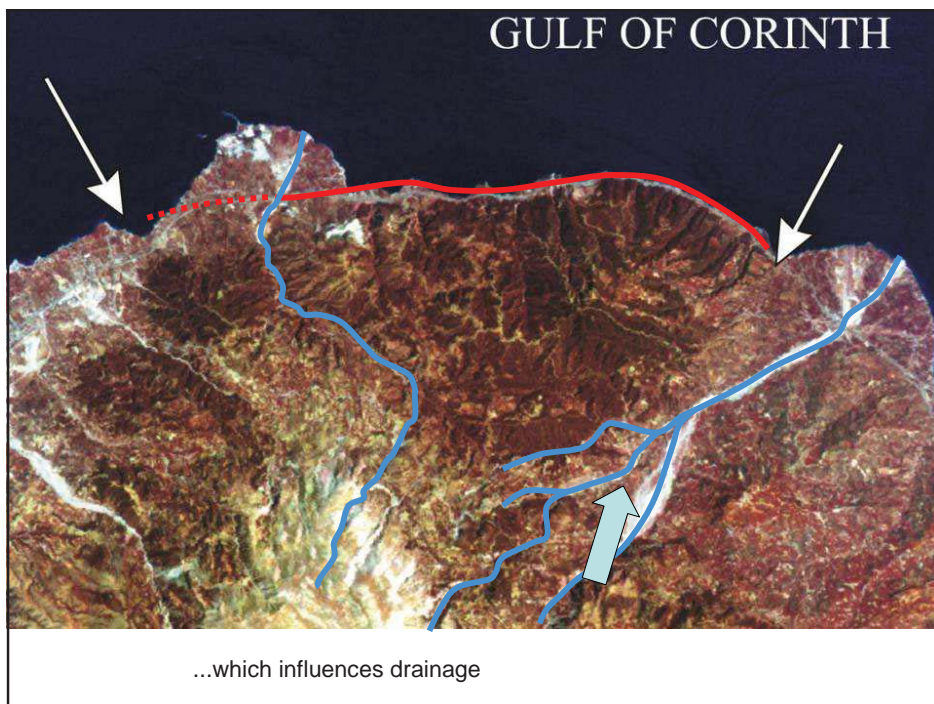 GULF OF CORINTH
...which influences drainage